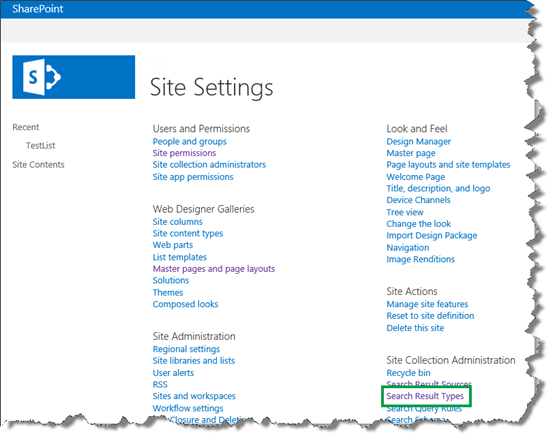 SharePoint
S
Site Settings
Recent
TestList
Site Contents
Users and Permissions
People and groups
Site permissions
Site collection administrators
Site app permissions
Web Designer Galleries
Site columns
Site content types
Web parts
List templates
Master pages and page layouts
Solutions
Themes
Composed looks
Site Administration
Regional settings
Site libraries and lists
User alerts
RSS
Sites and workspaces
Workflow settings
Closure and Deletion
Look and Feel
Design Manager
Master page
Page layouts and site templates
Welcome Page
Title, description, and logo
Device Channels
Tree view
Change the look
Import Design Package
Navigation
Image Renditions
Site Actions
Manage site features
Reset to site definition
Delete this site
Site Collection Administration
Recycle bin
Search Result Sources
Search Result Types
Search Query Rules
Search Schema